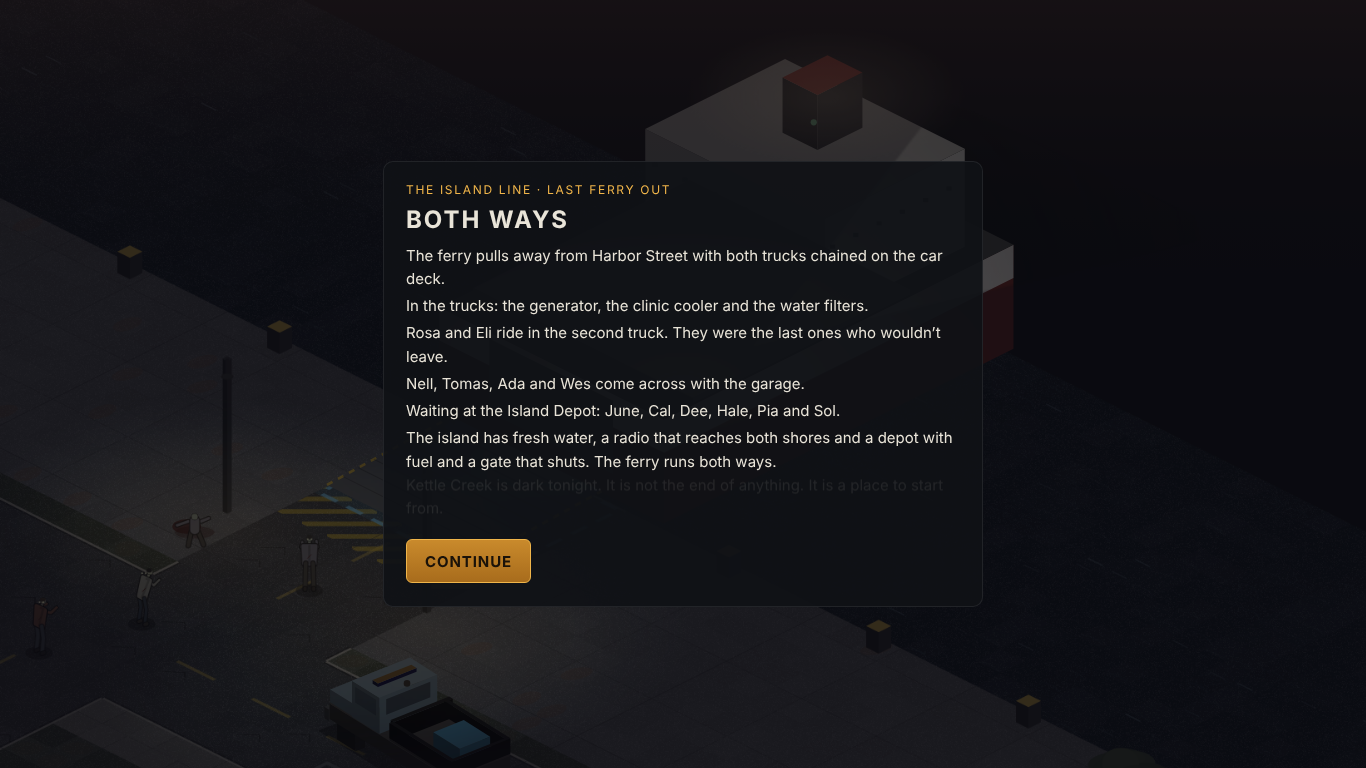 THE ISLAND LINE · LAST FERRY OUT
BOTH WAYS
The ferry pulls away from Harbor Street with both trucks chained on the car
deck.
In the trucks: the generator, the clinic cooler and the water filters.
Rosa and Eli ride in the second truck. They were the last ones who wouldn’t
leave.
Nell, Tomas, Ada and Wes come across with the garage.
Waiting at the Island Depot: June, Cal, Dee, Hale, Pia and Sol.
The island has fresh water, a radio that reaches both shores and a depot with
fuel and a gate that shuts. The ferry runs both ways.
Kettle Creek is dark tonight. It is not the end of anything. It is a place to start
from.
CONTINUE